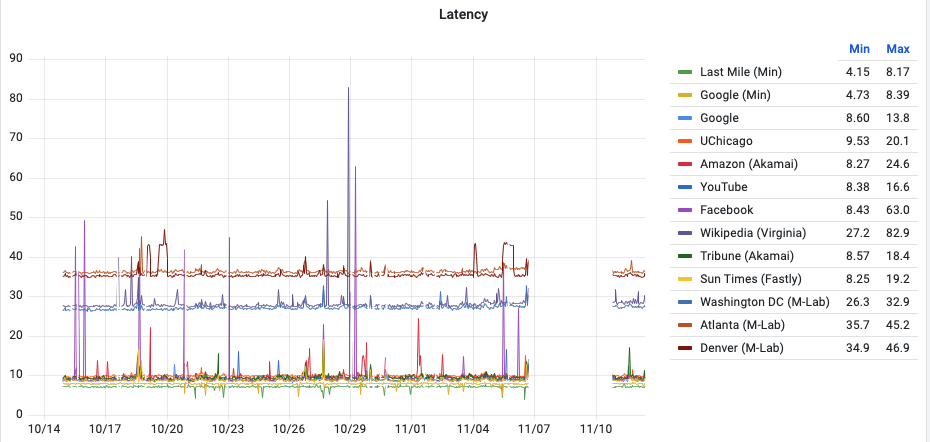 Latency
90
80
70
60
50
40
30
20
10
0
10/14 10/17 10/20 10/23 10/26 10/29 11/01 11/04 11/07 11/10
Min Max
Last Mile (Min) 4.15 8.17
Google (Min) 4.73 8.39
Google 8.60 13.8
UChicago 9.53 20.1
Amazon (Akamai) 8.27 24.6
YouTube 8.38 16.6
Facebook 8.43 63.0
Wikipedia (Virginia) 27.2 82.9
Tribune (Akamai) 8.57 18.4
Sun Times (Fastly) 8.25 19.2
Washington DC (M-Lab) 26.3 32.9
Atlanta (M-Lab) 35.7 45.2
Denver (M-Lab) 34.9 46.9